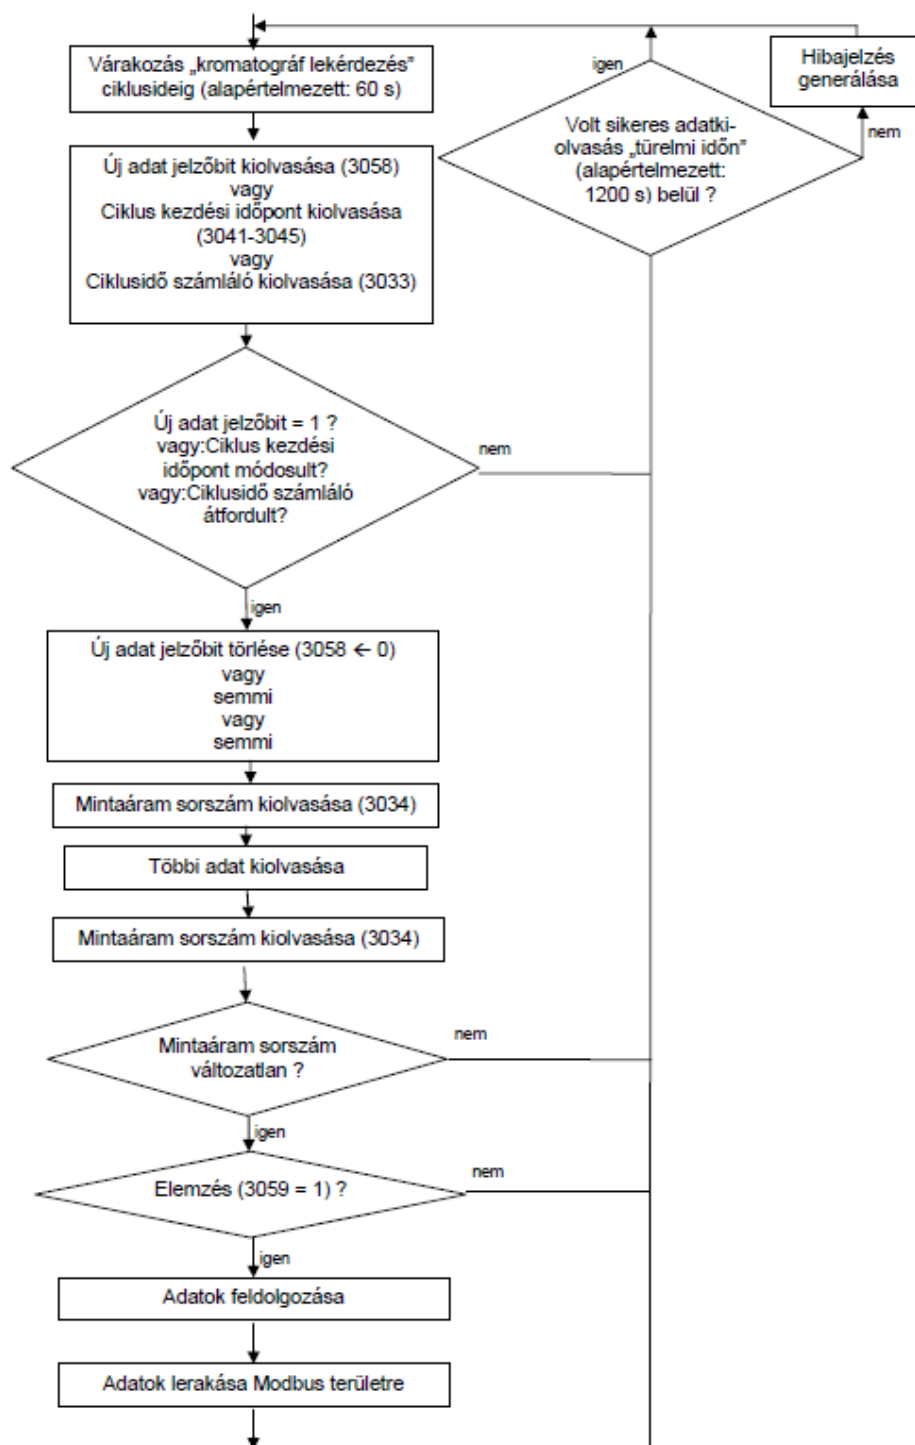 Várakozás „kromatográf lekérdezés”
ciklusideig (alapértelmezett: 60 s)
igen
Hibajelzés
generálása
Volt sikeres adatki-
olvasás „türelmi időn”
(alapértelmezett:
1200 s) belül ?
nem
Új adat jelzőbit kiolvasása (3058)
vagy
Ciklus kezdési időpont kiolvasása
(3041-3045)
vagy
Ciklusidő számláló kiolvasása (3033)
Új adat jelzőbit = 1 ?
vagy:Ciklus kezdési
időpont módosult?
vagy:Ciklusidő számláló
átfordult?
nem
igen
Új adat jelzőbit törlése (3058 ← 0)
vagy
semmi
vagy
semmi
Mintaáram sorszám kiolvasása (3034)
Többi adat kiolvasása
Mintaáram sorszám kiolvasása (3034)
Mintaáram sorszám
változatlan ?
nem
igen
Elemzés (3059 = 1) ?
nem
igen
Adatok feldolgozása
Adatok lerakása Modbus területre